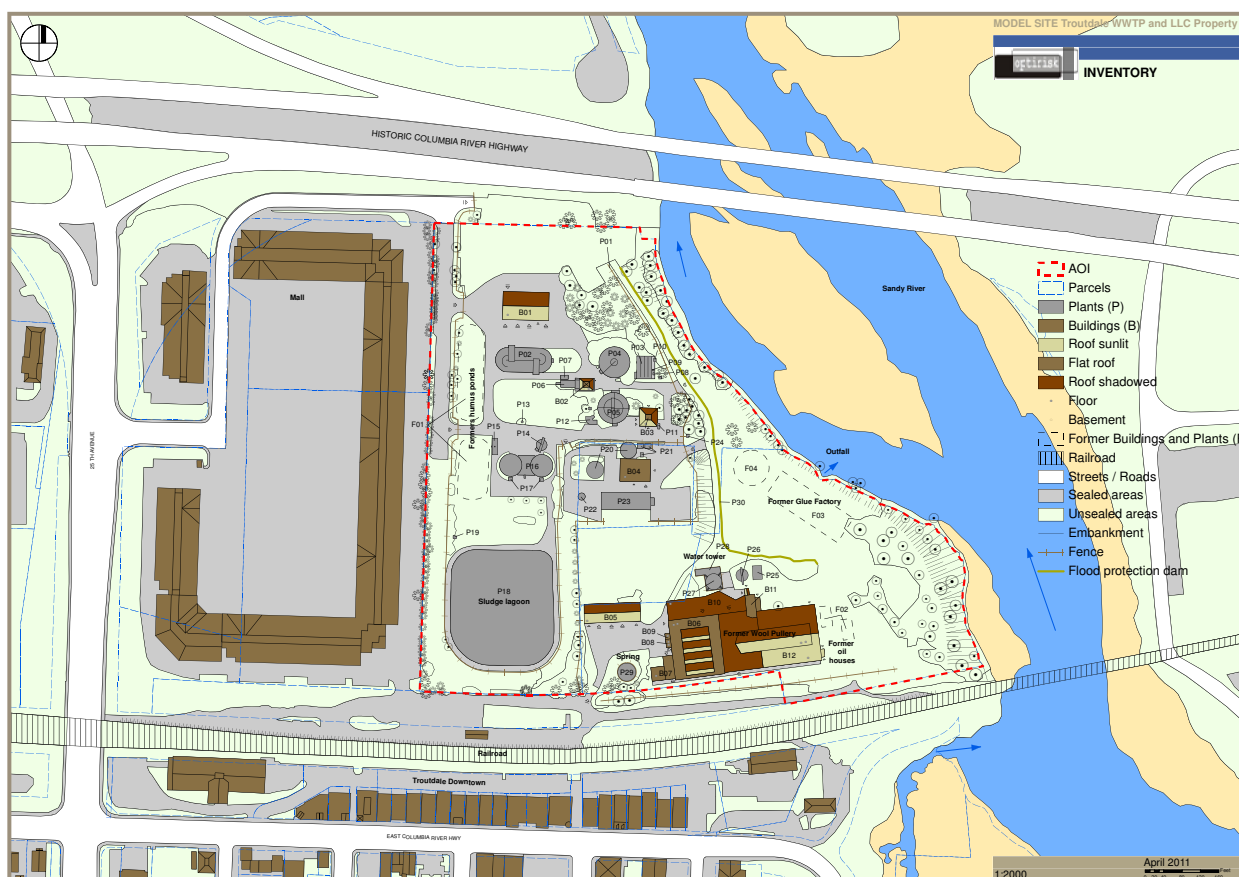 MODEL SITE Troutdale WWTP and LLC Property
optirisk
INVENTORY
HISTORIC COLUMBIA RIVER HIGHWAY
Mall
Sandy River
25 TH AVENUE
P01
B01
P02
P07
P04
P03
P10
P09
P08
P06
B02
P05
P13
P12
B03
P11
F01
Formers humus ponds
P15
P14
P20
P21
P24
B
P16
B04
P17
P22
P23
P30
Outfall
F04
Former Glue Factory
F03
P19
P28
P26
Water tower
P25
P27
B11
P18
Sludge lagoon
B10
B05
B06
F02
B09
B08
Former Wool Pullery
Former
oil
houses
B12
Spring
P29
B07
Railroad
Troutdale Downtown
EAST COLUMBIA RIVER HWY
AOI
Parcels
Plants (P)
Buildings (B)
Roof sunlit
Flat roof
Roof shadowed
Floor
Basement
Former Buildings and Plants (
Railroad
Streets / Roads
Sealed areas
Unsealed areas
Embankment
Fence
Flood protection dam
April 2011
1:2000
Feet